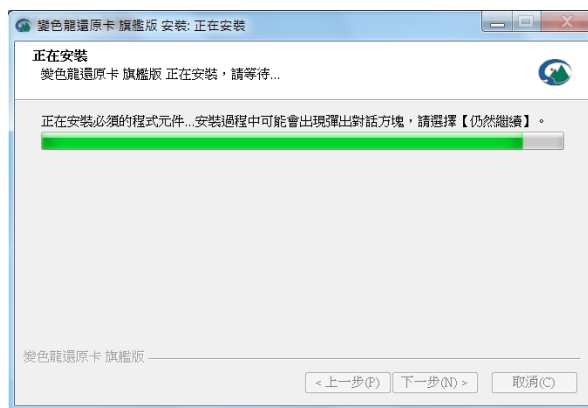 變色龍還原卡 旗艦版 安裝: 正在安裝
正在安裝
變色龍還原卡 旗艦版 正在安裝，請等待...
正在安裝必須的程式元件...安裝過程中可能會出現彈出對話方塊，請選擇【仍然繼續】。
變色龍還原卡 旗艦版
< 上一步(P)
下一步(N) >
取消(C)